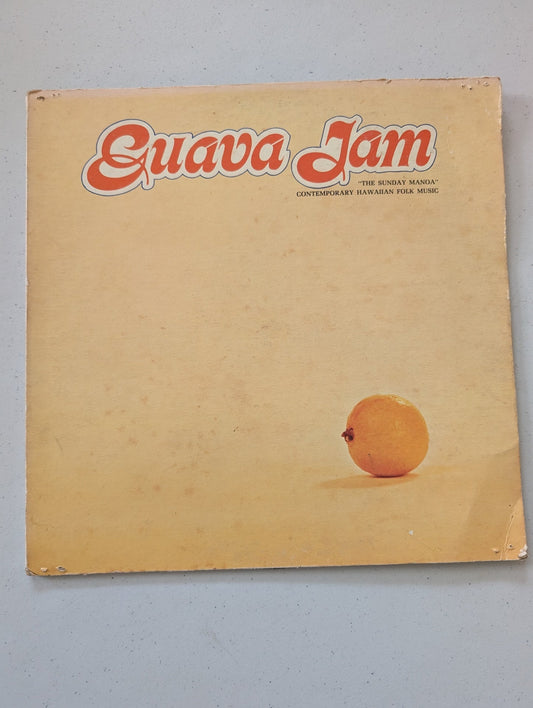 Guava Jam
"THE SUNDAY MANOA"
CONTEMPORARY HAWAIIAN FOLK MUSIC